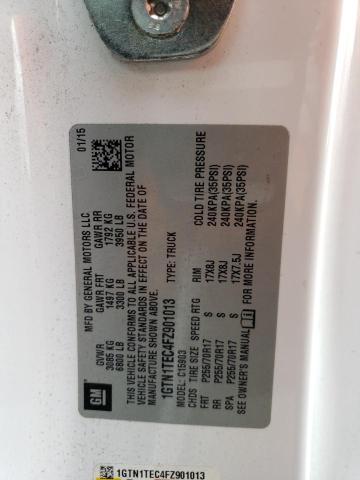 GM
MFD BY GENERAL MOTORS LLC
01/15
GVWR GAWR FRT GAWR RR
3085 KG 1497 KG 1792 KG
6800 LB 3300 LB 3950 LB
THIS VEHICLE CONFORMS TO ALL APPLICABLE U.S. FEDERAL MOTOR
VEHICLE SAFETY STANDARDS IN EFFECT ON THE DATE OF
MANUFACTURE SHOWN ABOVE.
1GTN1TEC4FZ901013 TYPE: TRUCK
MODEL: C15903
CHDS TIRE SIZE SPEED RTG RIM COLD TIRE PRESSURE
FRT P255/70R17 S 17X8J 240KPA(35PSI)
RR P255/70R17 S 17X8J 240KPA(35PSI)
SPA P255/70R17 S 17X7.5J 240KPA(35PSI)
SEE OWNER'S MANUAL FOR MORE INFORMATION.
1GTN1TEC4FZ901013